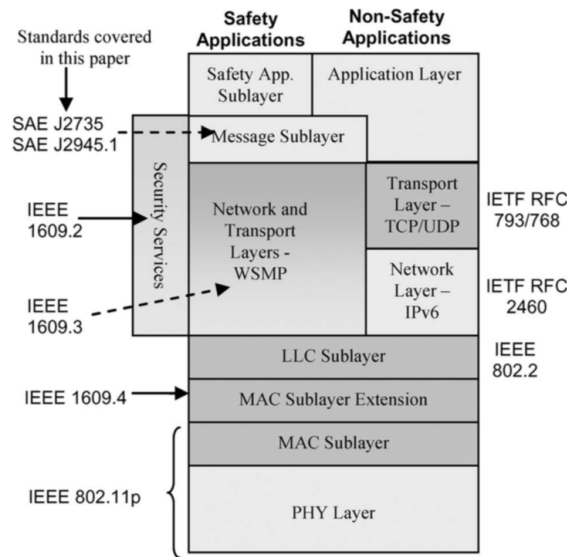 Safety
Applications
Non-Safety
Applications
Standards covered
in this paper
Safety App.
Sublayer
Application Layer
SAE J2735
SAE J2945.1
Message Sublayer
Security Services
IEEE
1609.2
Network and
Transport
Layers -
WSMP
Transport
Layer –
TCP/UDP
IETF RFC
793/768
IEEE
1609.3
Network
Layer –
IPv6
IETF RFC
2460
LLC Sublayer
IEEE
802.2
IEEE 1609.4
MAC Sublayer Extension
MAC Sublayer
IEEE 802.11p
PHY Layer